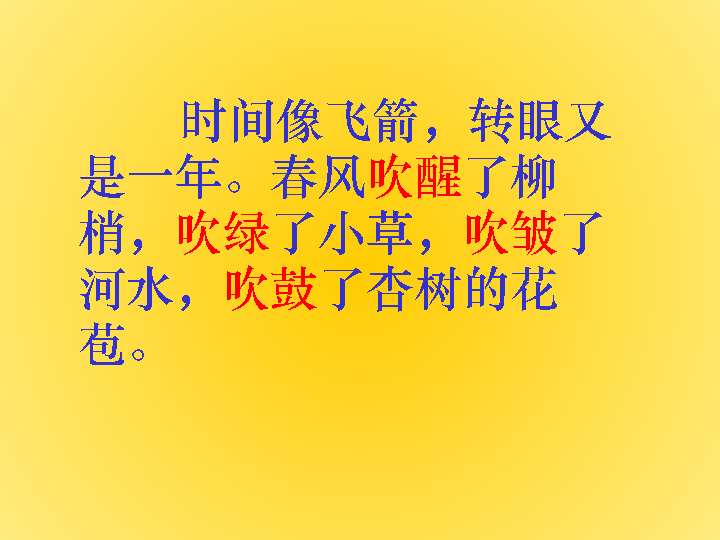 时间像飞箭，转眼又
是一年。春风吹醒了柳
梢，吹绿了小草，吹皱了
河水，吹鼓了杏树的花
苞。